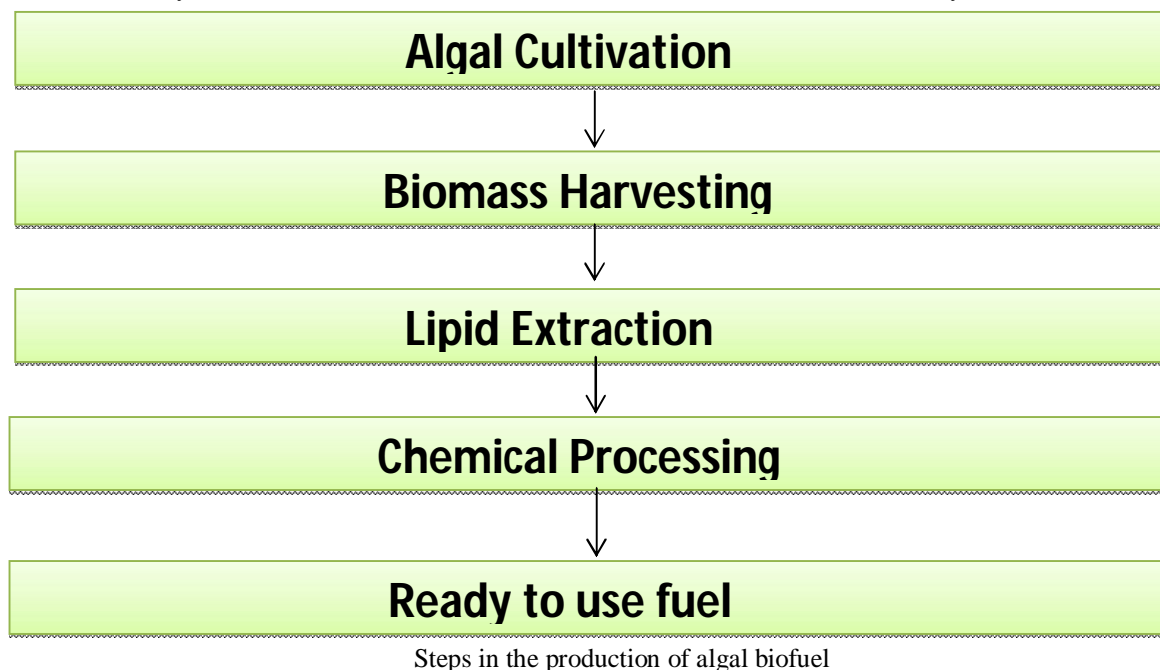 Algal Cultivation
Biomass Harvesting
Lipid Extraction
Chemical Processing
Ready to use fuel
Steps in the production of algal biofuel